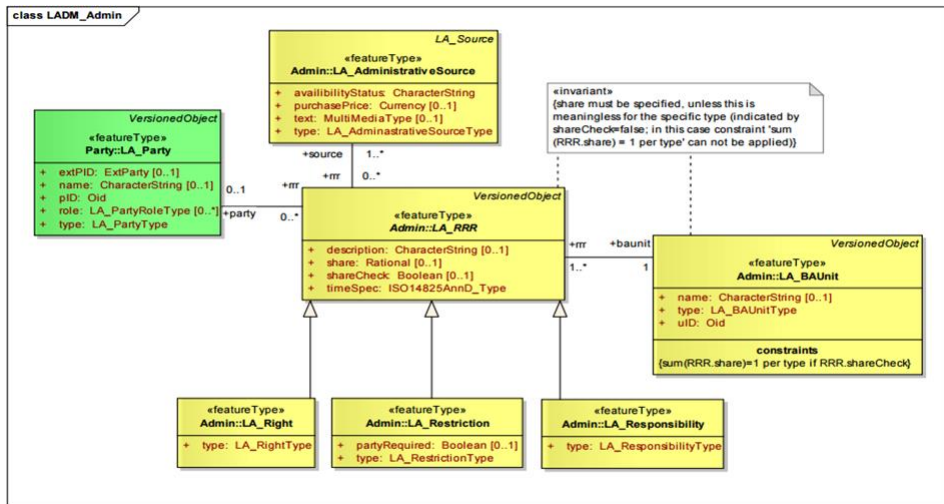 class LADM_Admin
LA_Source
«featureType»
Admin::LA_AdministrativeSource
+ availibilityStatus: CharacterString
+ purchasePrice: Currency [0..1]
+ text: MultiMediaType [0..1]
+ type: LA_AdminastrativeSourceType
«invariant»
{share must be specified, unless this is
meaningless for the specific type (indicated by
shareCheck=false; in this case constraint 'sum
(RRR.share) = 1 per type' can not be applied)}
VersionedObject
«featureType»
Party::LA_Party
+ extPID: ExtParty [0..1]
+ name: CharacterString [0..1]
+ pID: Oid
+ role: LA_PartyRoleType [0..*]
+ type: LA_PartyType
+source 1..*
+rrr 0..*
0..1 +rrr
+party 0..*
VersionedObject
«featureType»
Admin::LA_RRR
+ description: CharacterString [0..1]
+ share: Rational [0..1]
+ shareCheck: Boolean [0..1]
+ timeSpec: ISO14825AnnD_Type
+rrr +baunit
1..* 1
VersionedObject
«featureType»
Admin::LA_BAUnit
+ name: CharacterString [0..1]
+ type: LA_BAUnitType
+ uID: Oid
constraints
{sum(RRR.share)=1 per type if RRR.shareCheck}
«featureType»
Admin::LA_Right
+ type: LA_RightType
«featureType»
Admin::LA_Restriction
+ partyRequired: Boolean [0..1]
+ type: LA_RestrictionType
«featureType»
Admin::LA_Responsibility
+ type: LA_ResponsibilityType